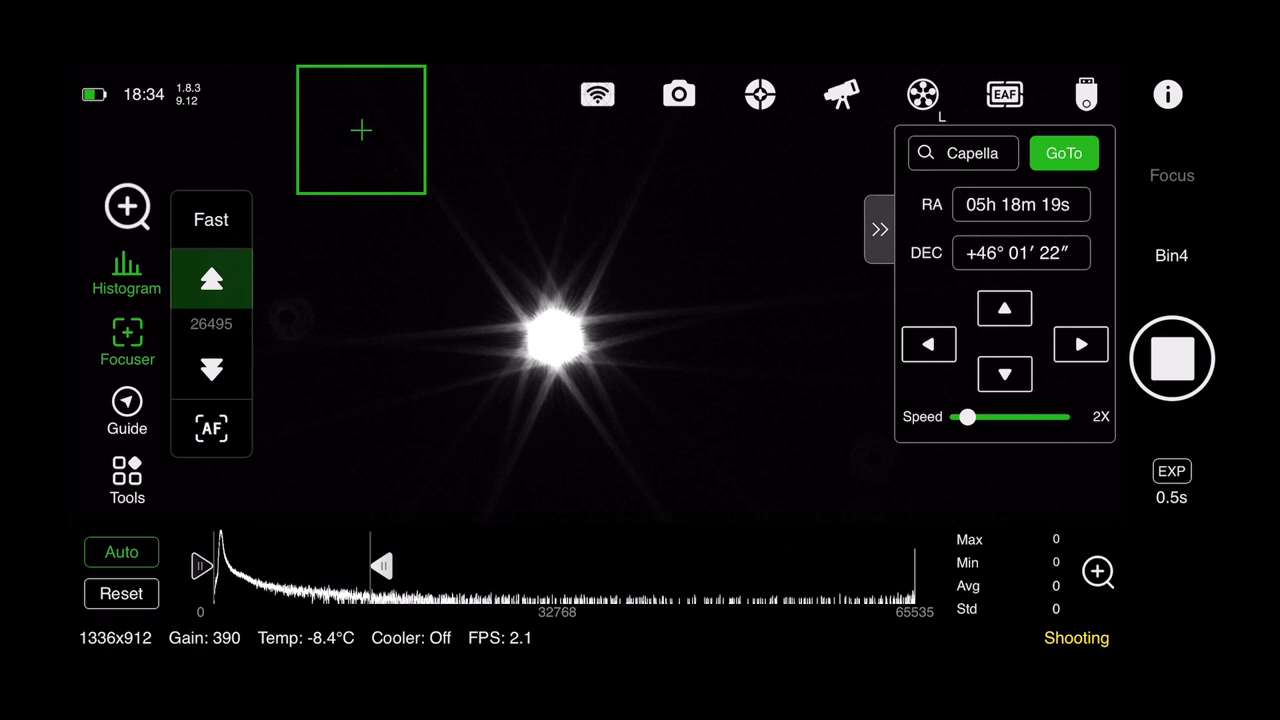 18:34
1.8.3
9.12
EAF
L
Capella
GoTo
RA 05h 18m 19s
DEC +46° 01′ 22″
Speed 2X
Focus
Bin4
EXP
0.5s
Fast
26495
AF
Histogram
Focuser
Guide
Tools
Auto
Reset
0 32768 65535
Max 0
Min 0
Avg 0
Std 0
1336x912 Gain: 390 Temp: -8.4°C Cooler: Off FPS: 2.1
Shooting